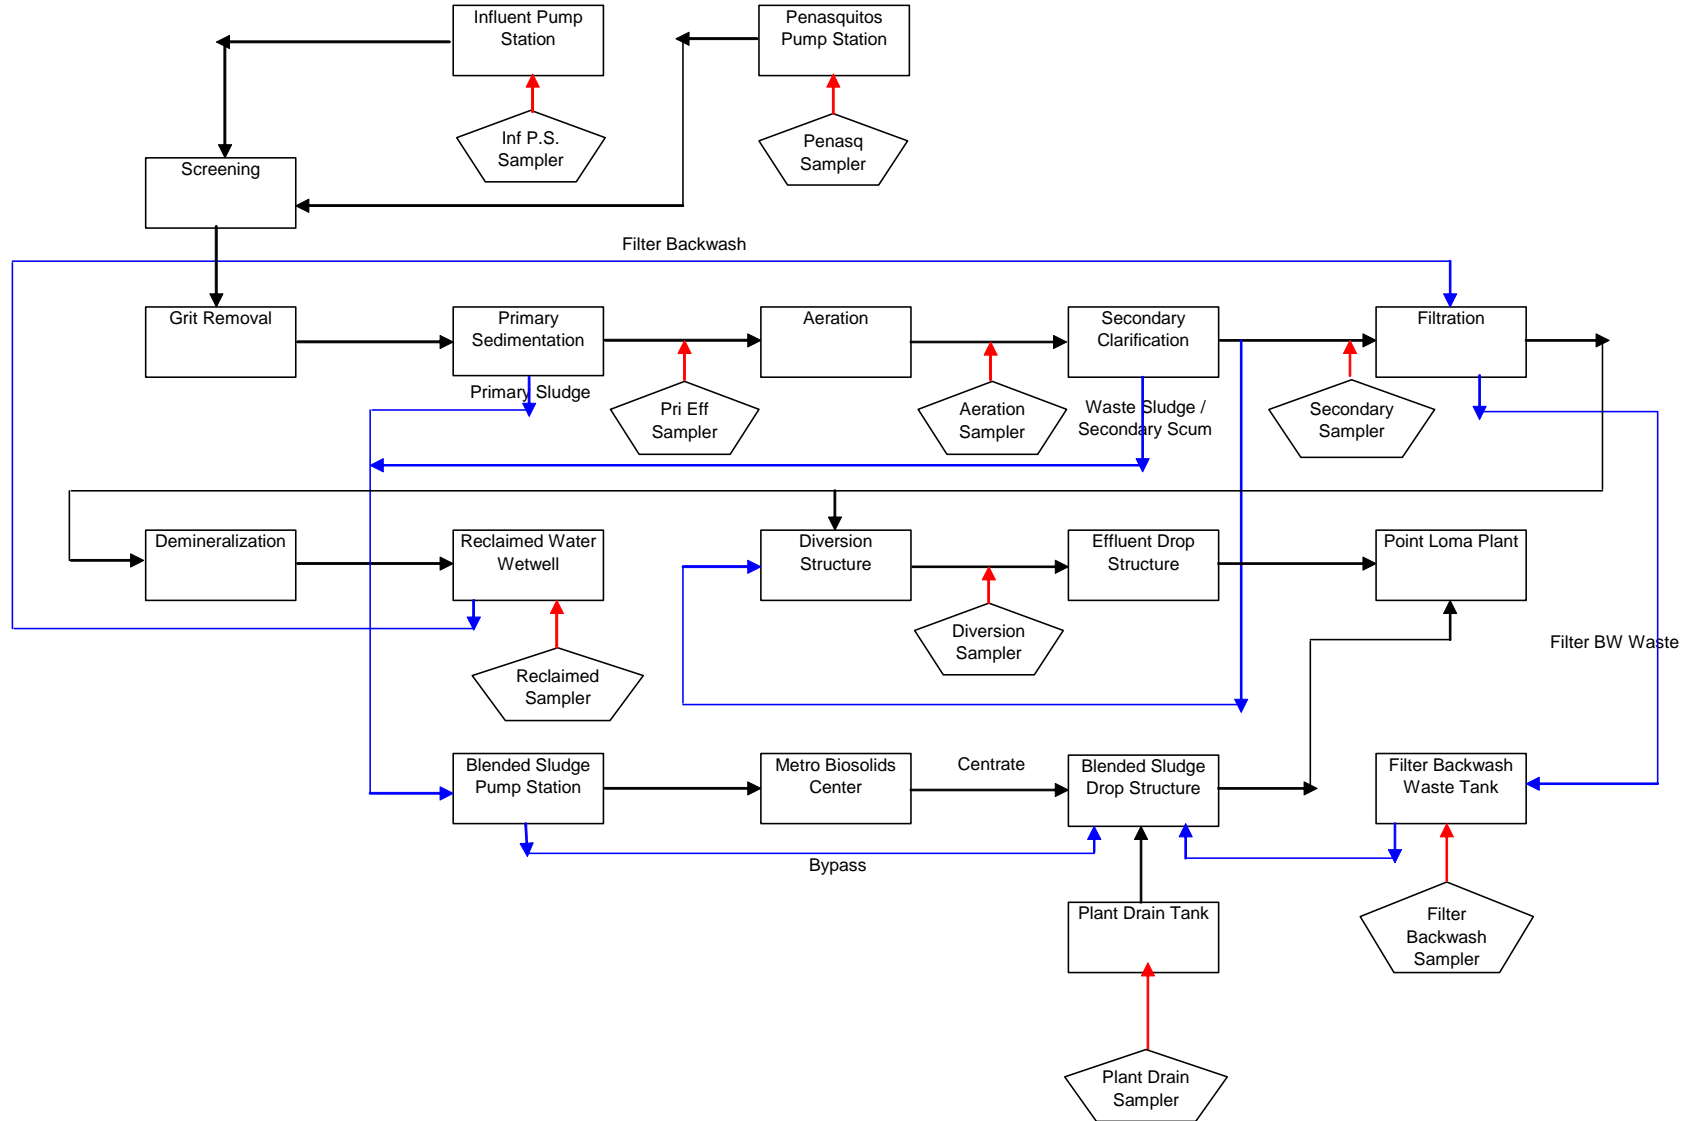 Influent Pump
Station
Penasquitos
Pump Station
Inf P.S.
Sampler
Penasq
Sampler
Screening
Filter Backwash
Grit Removal
Primary
Sedimentation
Aeration
Secondary
Clarification
Filtration
Primary Sludge
Pri Eff
Sampler
Aeration
Sampler
Waste Sludge /
Secondary Scum
Secondary
Sampler
Demineralization
Reclaimed Water
Wetwell
Diversion
Structure
Effluent Drop
Structure
Point Loma Plant
Diversion
Sampler
Filter BW Waste
Reclaimed
Sampler
Blended Sludge
Pump Station
Metro Biosolids
Center
Centrate
Blended Sludge
Drop Structure
Filter Backwash
Waste Tank
Bypass
Plant Drain Tank
Filter
Backwash
Sampler
Plant Drain
Sampler